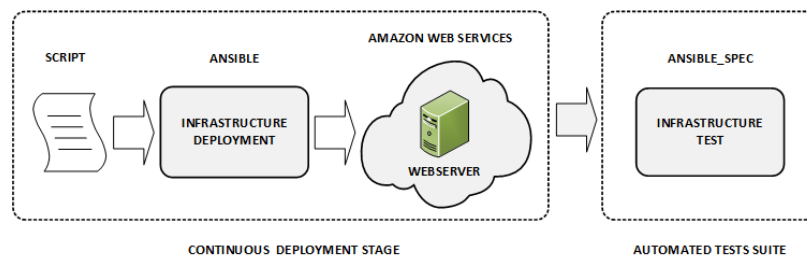 AMAZON WEB SERVICES
SCRIPT
ANSIBLE
ANSIBLE_SPEC
INFRASTRUCTURE
DEPLOYMENT
WEBSERVER
INFRASTRUCTURE
TEST
CONTINUOUS DEPLOYMENT STAGE
AUTOMATED TESTS SUITE